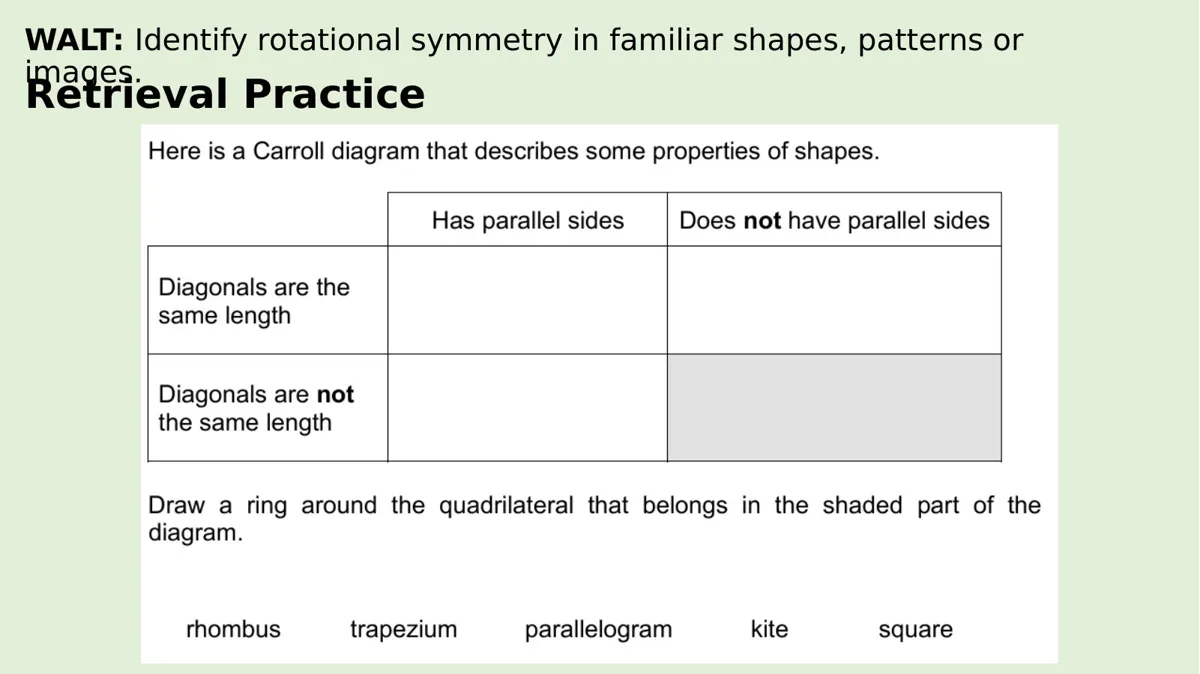 WALT: Identify rotational symmetry in familiar shapes, patterns or
images.
Retrieval Practice
Here is a Carroll diagram that describes some properties of shapes.
Has parallel sides
Does not have parallel sides
Diagonals are the
same length
Diagonals are not
the same length
Draw a ring around the quadrilateral that belongs in the shaded part of the
diagram.
rhombus trapezium parallelogram kite square